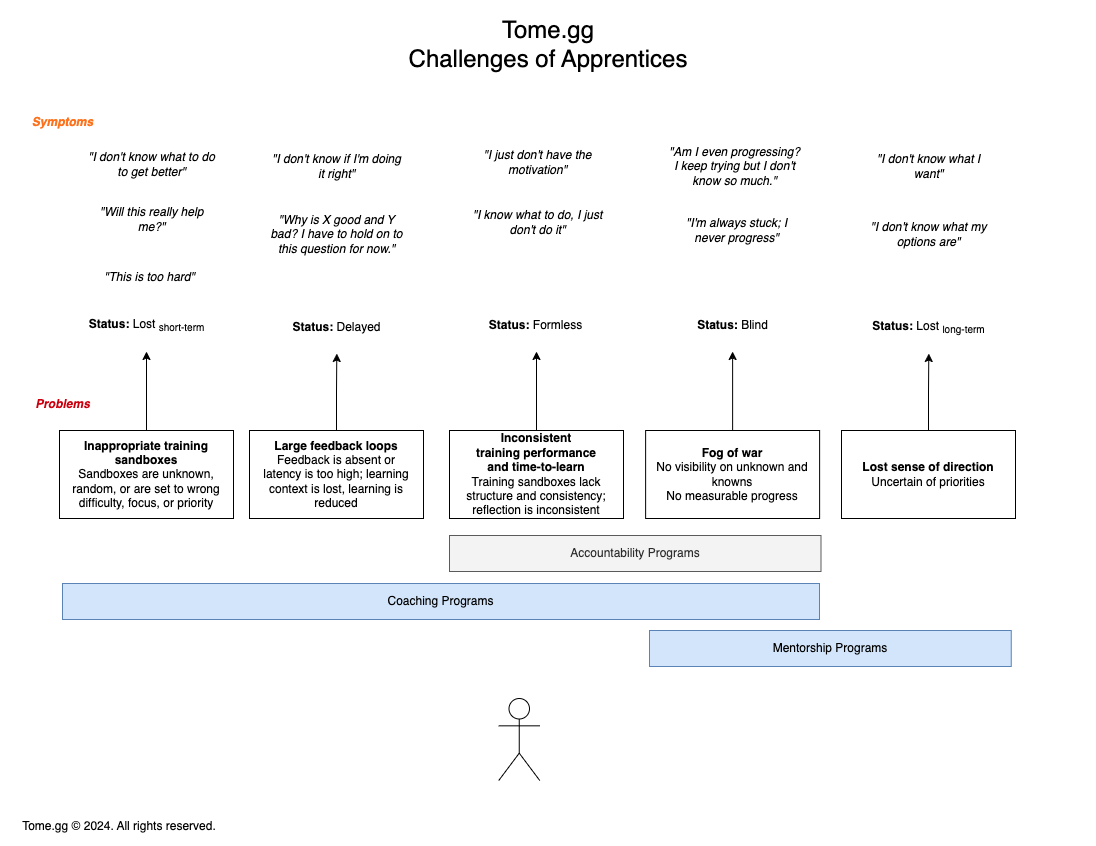 Tome.gg
Challenges of Apprentices
Symptoms
"I don't know what to do
to get better"
"Will this really help
me?"
"This is too hard"
Status: Lost short-term
"I don't know if I'm doing
it right"
"Why is X good and Y
bad? I have to hold on to
this question for now."
Status: Delayed
"I just don't have the
motivation"
"I know what to do, I just
don't do it"
Status: Formless
"Am I even progressing?
I keep trying but I don't
know so much."
"I'm always stuck; I
never progress"
Status: Blind
"I don't know what I
want"
"I don't know what my
options are"
Status: Lost long-term
Problems
Inappropriate training
sandboxes
Sandboxes are unknown,
random, or are set to wrong
difficulty, focus, or priority
Large feedback loops
Feedback is absent or
latency is too high; learning
context is lost, learning is
reduced
Inconsistent
training performance
and time-to-learn
Training sandboxes lack
structure and consistency;
reflection is inconsistent
Fog of war
No visibility on unknown and
knowns
No measurable progress
Lost sense of direction
Uncertain of priorities
Accountability Programs
Coaching Programs
Mentorship Programs
Tome.gg © 2024. All rights reserved.